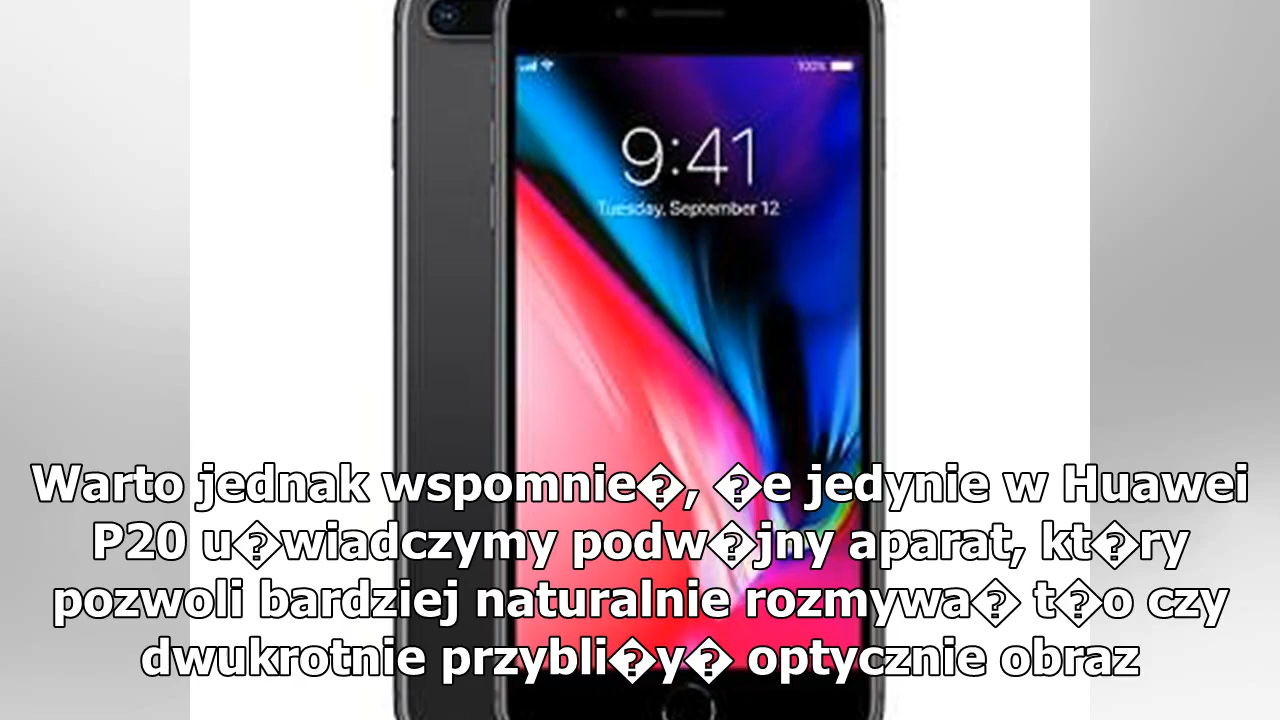 100%
9:41
Tuesday, September 12
Warto jednak wspomnie�, �e jedynie w Huawei
P20 u�wiadczymy podw�jny aparat, kt�ry
pozwoli bardziej naturalnie rozmywa� t�o czy
dwukrotnie przybli�y� optycznie obraz